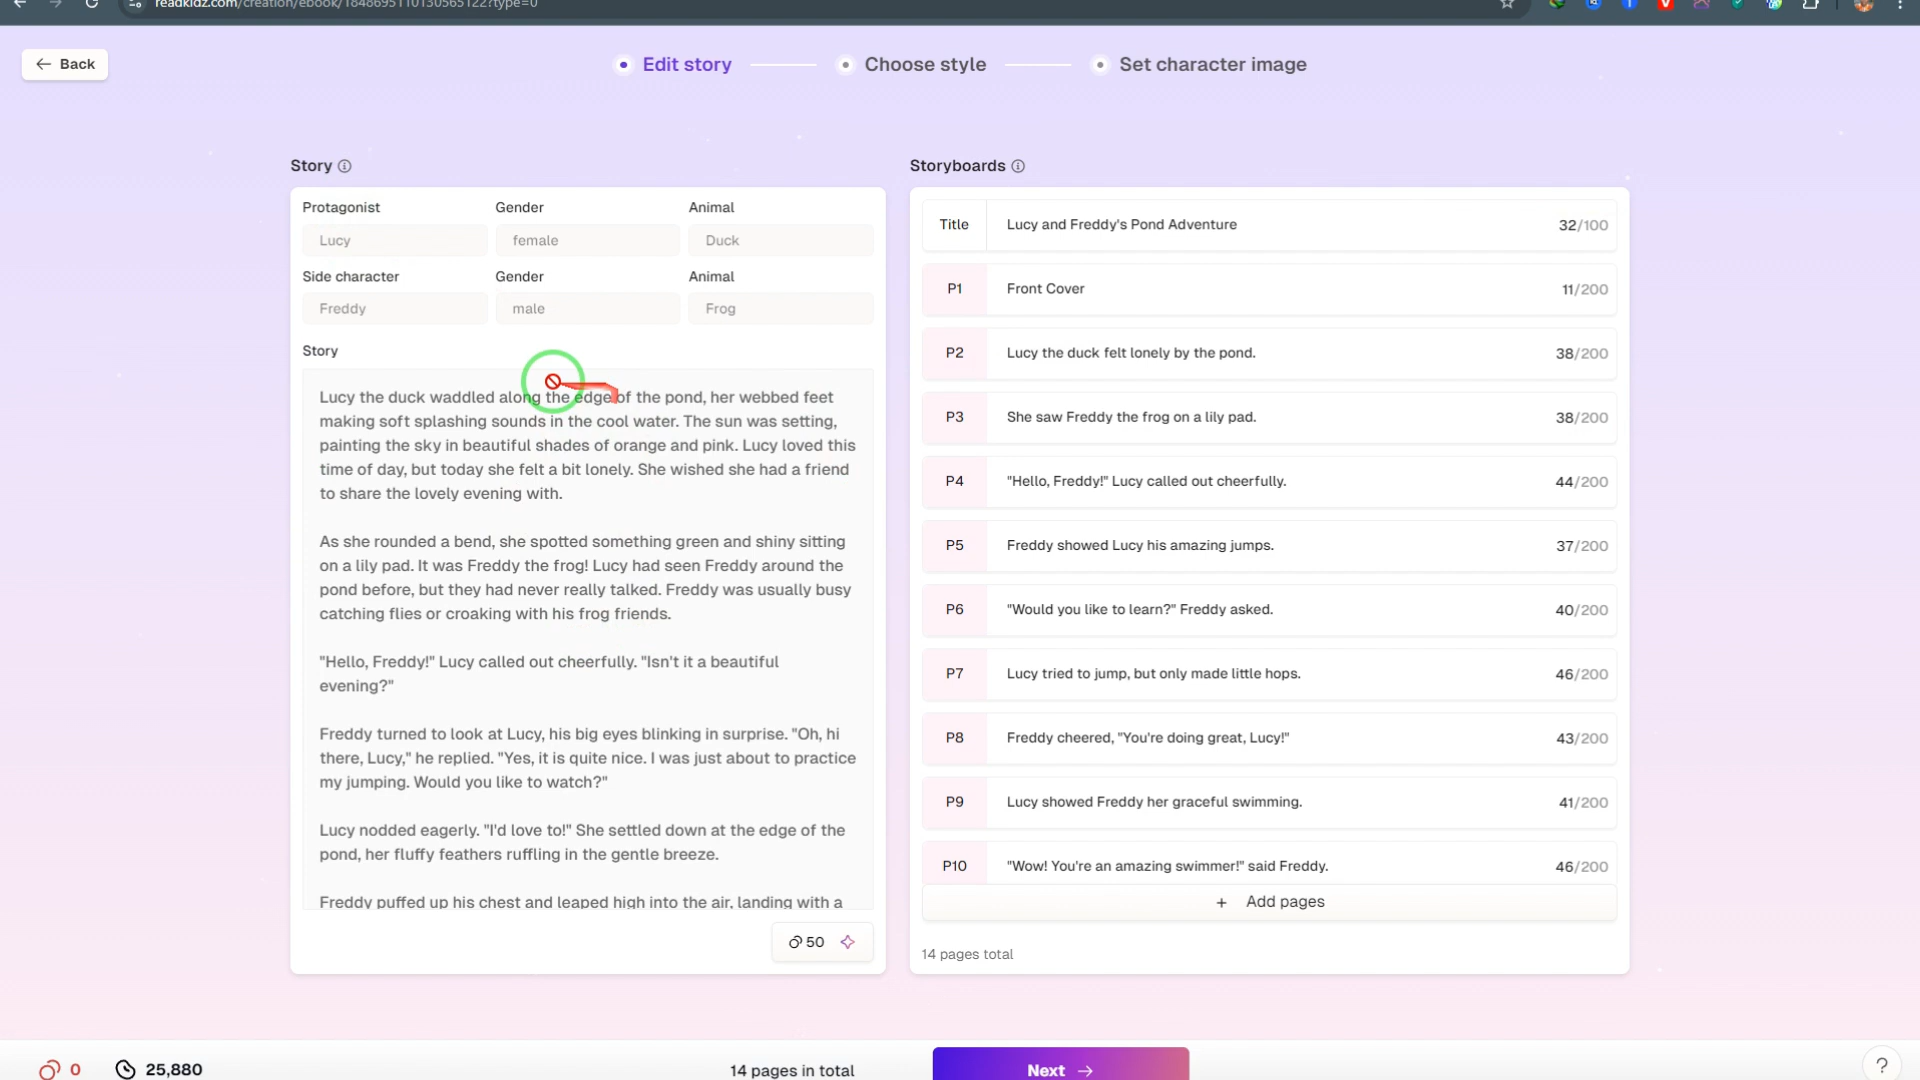 readkidz.com/creation/ebook/1848695110130565122?type=0
Back
Edit story
Choose style
Set character image
Story
Storyboards
Protagonist
Gender
Animal
Lucy
female
Duck
Side character
Gender
Animal
Freddy
male
Frog
Story
Lucy the duck waddled along the edge of the pond, her webbed feet
making soft splashing sounds in the cool water. The sun was setting,
painting the sky in beautiful shades of orange and pink. Lucy loved this
time of day, but today she felt a bit lonely. She wished she had a friend
to share the lovely evening with.
As she rounded a bend, she spotted something green and shiny sitting
on a lily pad. It was Freddy the frog! Lucy had seen Freddy around the
pond before, but they had never really talked. Freddy was usually busy
catching flies or croaking with his frog friends.
"Hello, Freddy!" Lucy called out cheerfully. "Isn't it a beautiful
evening?"
Freddy turned to look at Lucy, his big eyes blinking in surprise. "Oh, hi
there, Lucy," he replied. "Yes, it is quite nice. I was just about to practice
my jumping. Would you like to watch?"
Lucy nodded eagerly. "I'd love to!" She settled down at the edge of the
pond, her fluffy feathers ruffling in the gentle breeze.
Freddy puffed up his chest and leaped high into the air, landing with a
50
Title Lucy and Freddy's Pond Adventure 32/100
P1 Front Cover 11/200
P2 Lucy the duck felt lonely by the pond. 38/200
P3 She saw Freddy the frog on a lily pad. 38/200
P4 "Hello, Freddy!" Lucy called out cheerfully. 44/200
P5 Freddy showed Lucy his amazing jumps. 37/200
P6 "Would you like to learn?" Freddy asked. 40/200
P7 Lucy tried to jump, but only made little hops. 46/200
P8 Freddy cheered, "You're doing great, Lucy!" 43/200
P9 Lucy showed Freddy her graceful swimming. 41/200
P10 "Wow! You're an amazing swimmer!" said Freddy. 46/200
+ Add pages
14 pages total
0
25,880
14 pages in total
Next
?